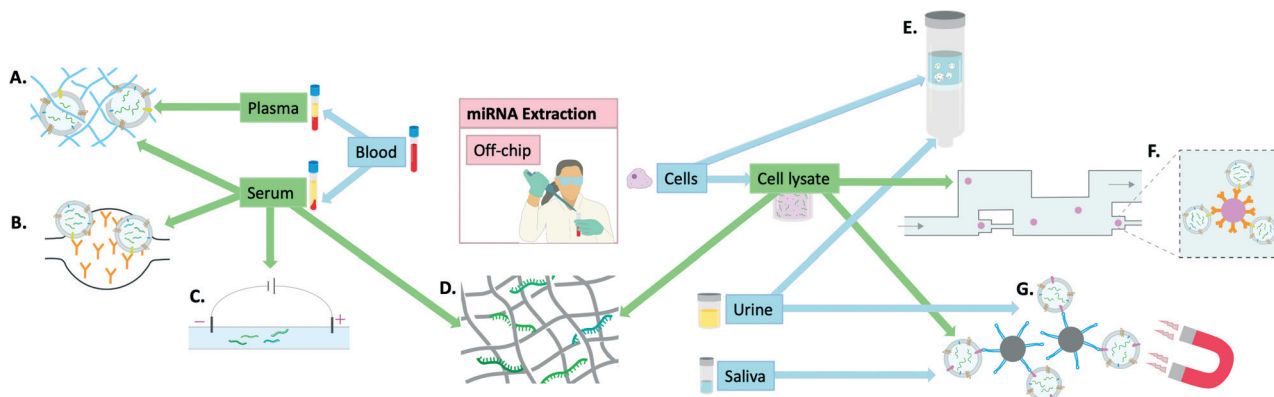 A.
Plasma
Blood
Serum
B.
C.
−
+
miRNA Extraction
Off-chip
D.
E.
Cells
Cell lysate
F.
Urine
G.
Saliva